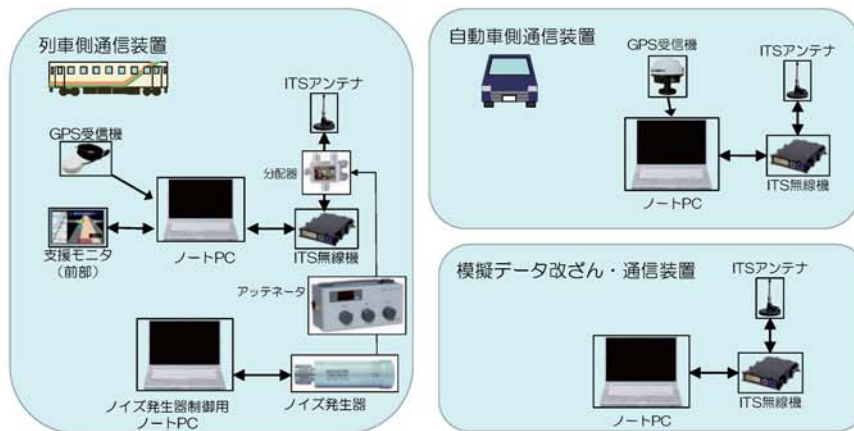 列車側通信装置
ITSアンテナ
GPS受信機
分配器
支援モニタ
（前部）
ノートPC
ITS無線機
アッテネータ
ノイズ発生器制御用
ノートPC
ノイズ発生器
自動車側通信装置
GPS受信機
ITSアンテナ
ノートPC
ITS無線機
模擬データ改ざん・通信装置
ITSアンテナ
ノートPC
ITS無線機